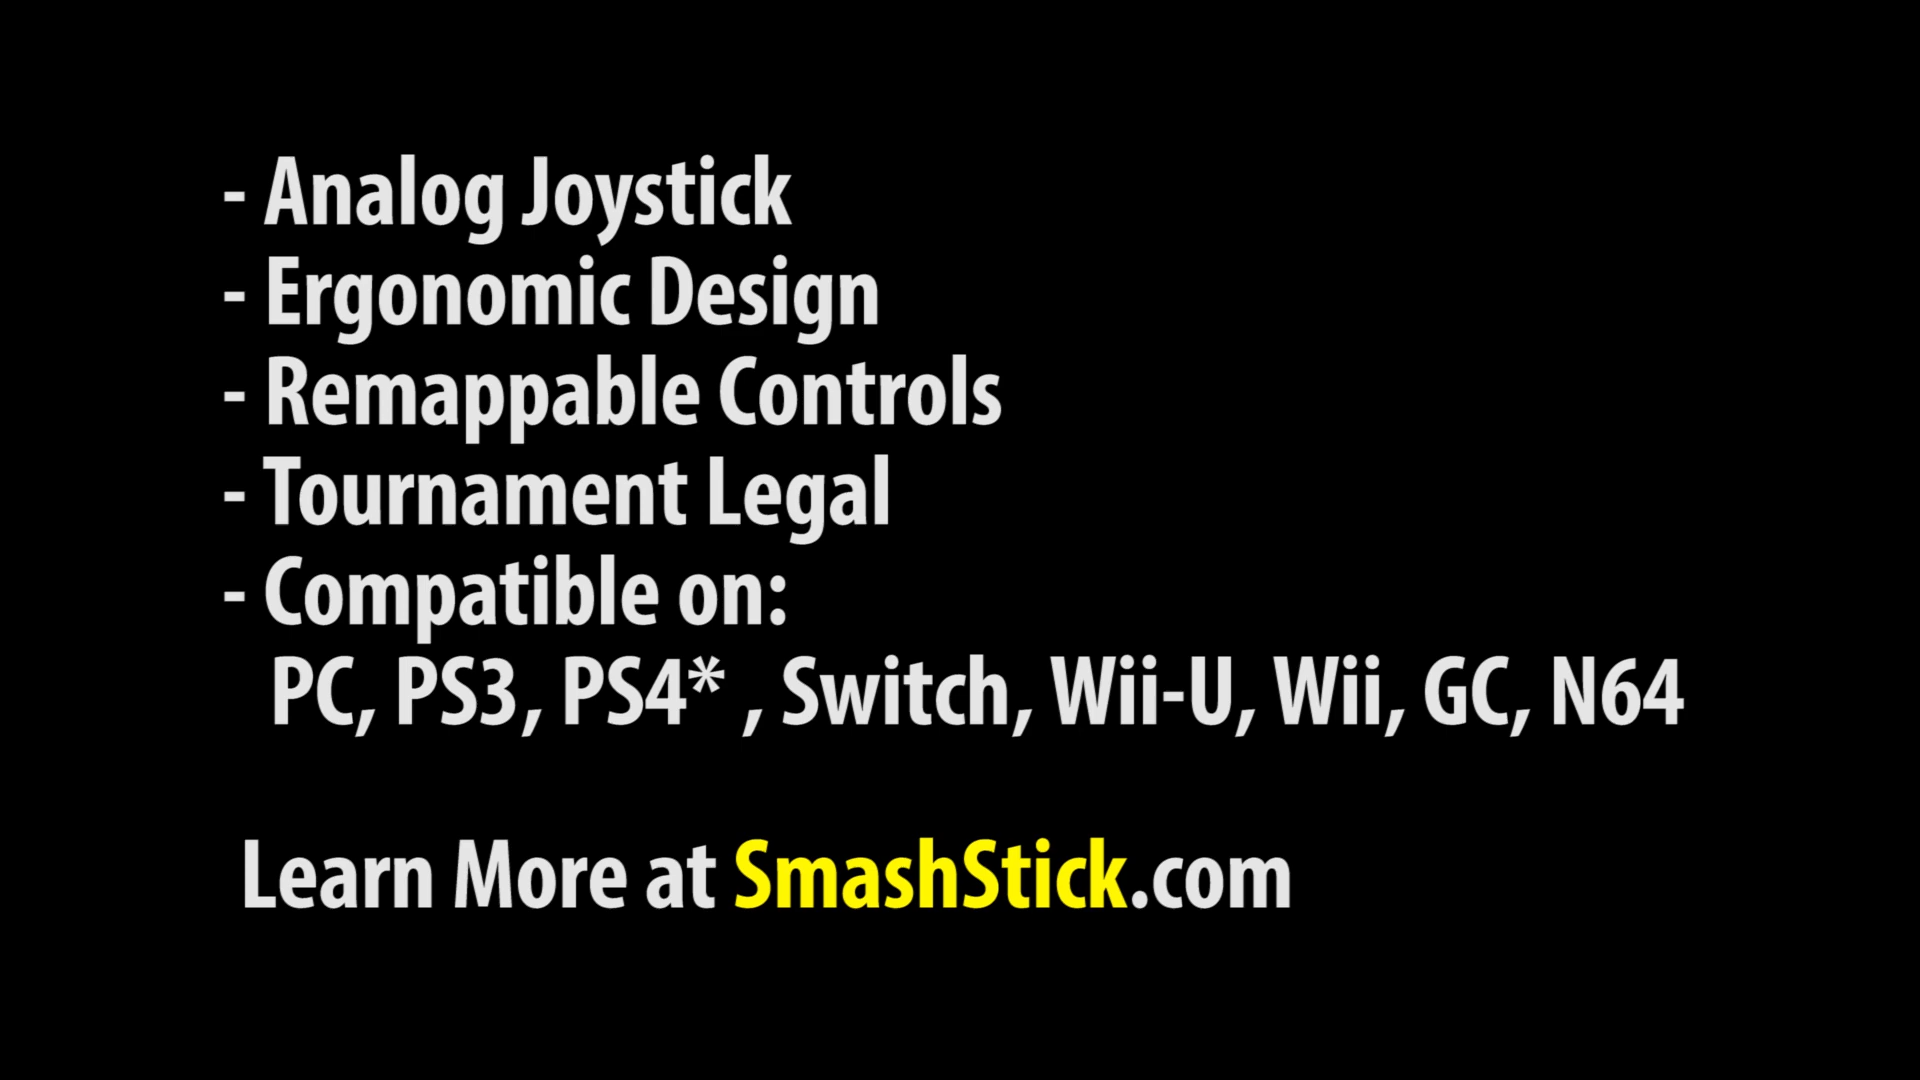 - Analog Joystick
- Ergonomic Design
- Remappable Controls
- Tournament Legal
- Compatible on:
PC, PS3, PS4* , Switch, Wii-U, Wii, GC, N64
Learn More at SmashStick.com